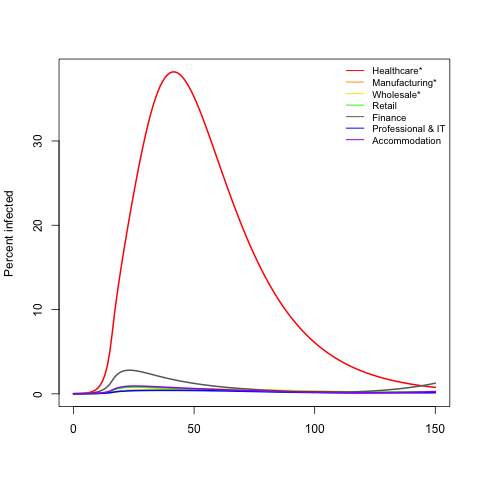 Healthcare*
Manufacturing*
Wholesale*
Retail
Finance
Professional & IT
Accommodation
Percent infected
30
20
10
0
0 50 100 150